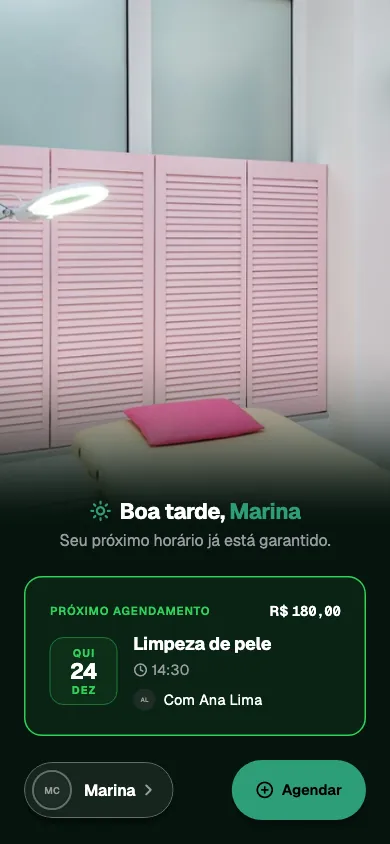 Boa tarde, Marina
Seu próximo horário já está garantido.
PRÓXIMO AGENDAMENTO
R$ 180,00
QUI
24
DEZ
Limpeza de pele
14:30
AL
Com Ana Lima
MC
Marina
Agendar